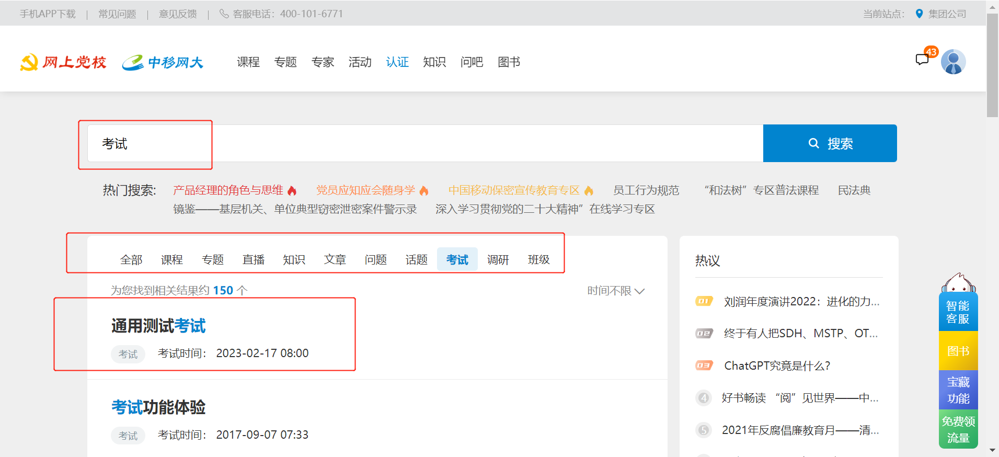 手机APP下载 | 常见问题 | 意见反馈 | 客服电话：400-101-6771 当前站点： 集团公司
网上党校 中移网大 课程 专题 专家 活动 认证 知识 问吧 图书 43
考试 搜索
热门搜索: 产品经理的角色与思维 党员应知应会随身学 中国移动保密宣传教育专区 员工行为规范 “和法树”专区普法课程 民法典
镜鉴——基层机关、单位典型窃密泄密案件警示录 深入学习贯彻党的二十大精神”在线学习专区
全部 课程 专题 直播 知识 文章 问题 话题 考试 调研 班级
为您找到相关结果约 150 个 时间不限
通用测试考试
考试 考试时间： 2023-02-17 08:00
考试功能体验
考试 考试时间： 2017-09-07 07:33
热议
01 刘润年度演讲2022：进化的力...
02 终于有人把SDH、MSTP、OT...
03 ChatGPT究竟是什么?
4 好书畅读 “阅”见世界——中...
5 2021年反腐倡廉教育月——清...
智能
客服
图书
宝藏
功能
免费领
流量